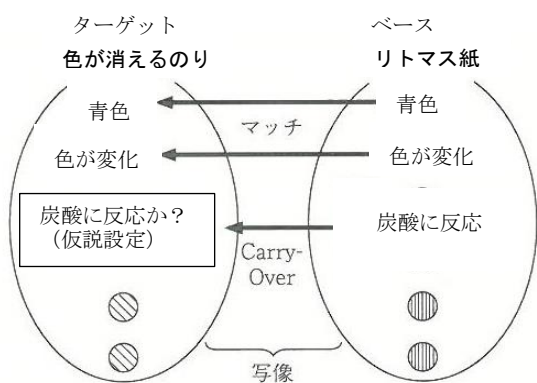 ターゲット ベース
色が消えるのり リトマス紙
青色 マッチ 青色
色が変化 色が変化
炭酸に反応か？
（仮説設定）
炭酸に反応
Carry-
Over
写像